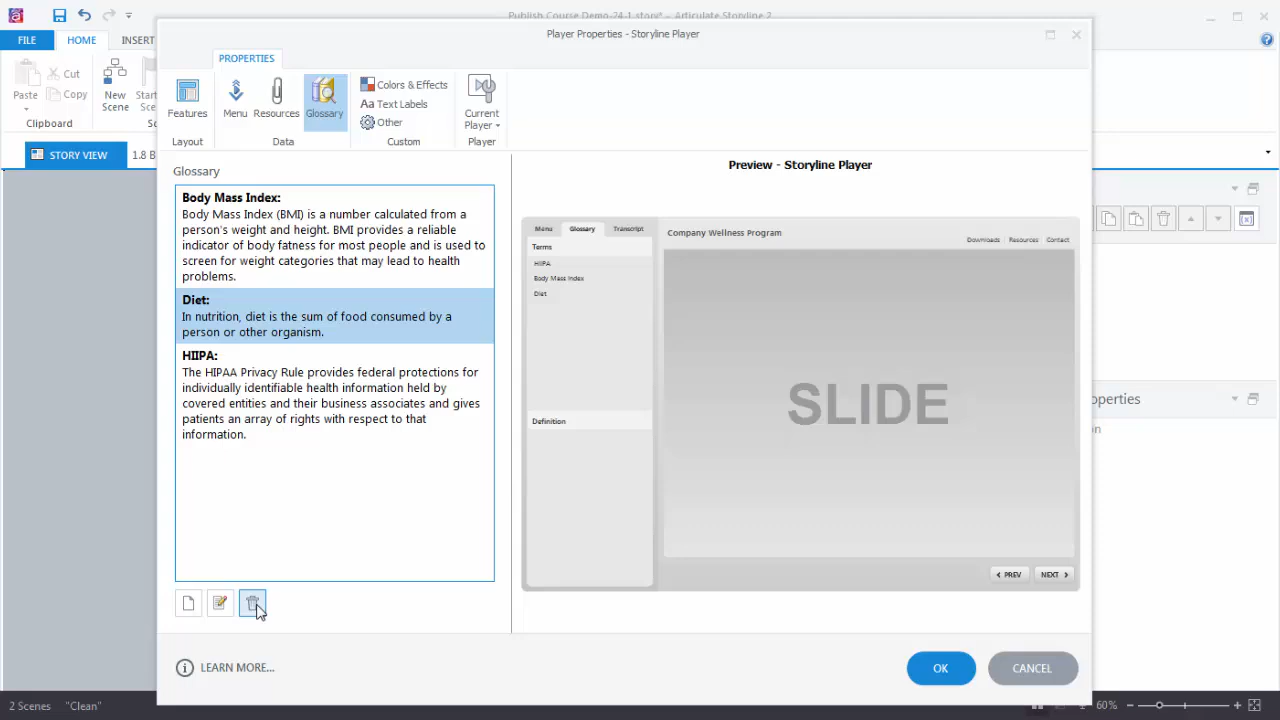 Publish Course Demo-24-1.story* - Articulate Storyline 2
Player Properties - Storyline Player
FILE
HOME
INSERT
PROPERTIES
Paste
Cut
Copy
New
Scene
Clipboard
Features
Menu
Resources
Glossary
Colors & Effects
Text Labels
Other
Current
Player
Layout
Data
Custom
Player
STORY VIEW
1.8 B
Glossary
Body Mass Index:
Body Mass Index (BMI) is a number calculated from a
person's weight and height. BMI provides a reliable
indicator of body fatness for most people and is used to
screen for weight categories that may lead to health
problems.
Diet:
In nutrition, diet is the sum of food consumed by a
person or other organism.
HIIPA:
The HIPAA Privacy Rule provides federal protections for
individually identifiable health information held by
covered entities and their business associates and gives
patients an array of rights with respect to that
information.
Preview - Storyline Player
Menu
Glossary
Transcript
Company Wellness Program
Downloads
Resources
Contact
Terms
HIIPA
Body Mass Index
Diet
Definition
SLIDE
PREV
NEXT
operties
on
LEARN MORE...
OK
CANCEL
2 Scenes
"Clean"
60%